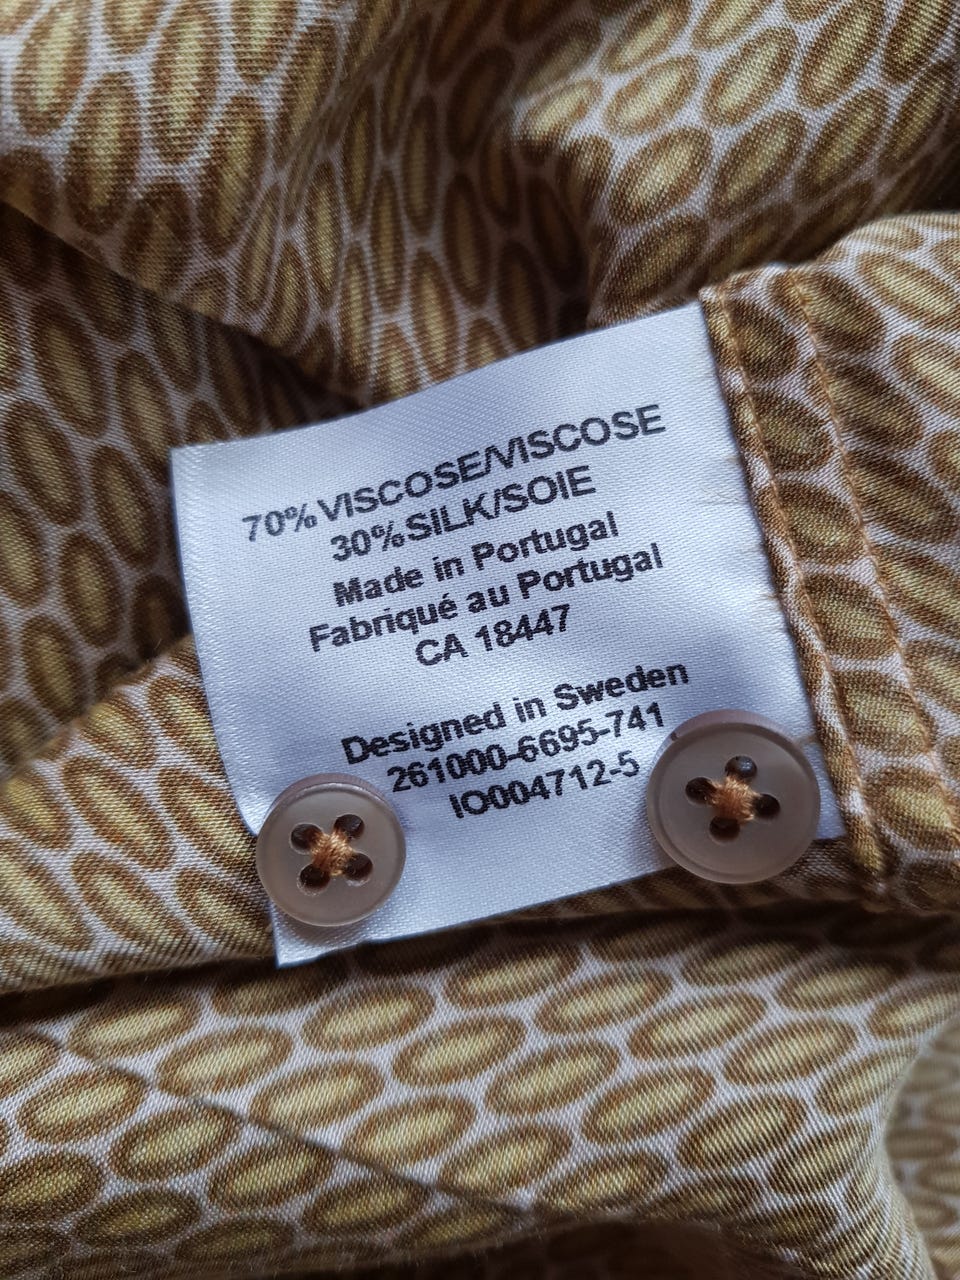 70% VISCOSE/VISCOSE
30%SILK/SOIE
Made in Portugal
Fabriqué au Portugal
CA 18447
Designed in Sweden
261000-6695-741
IO004712-5